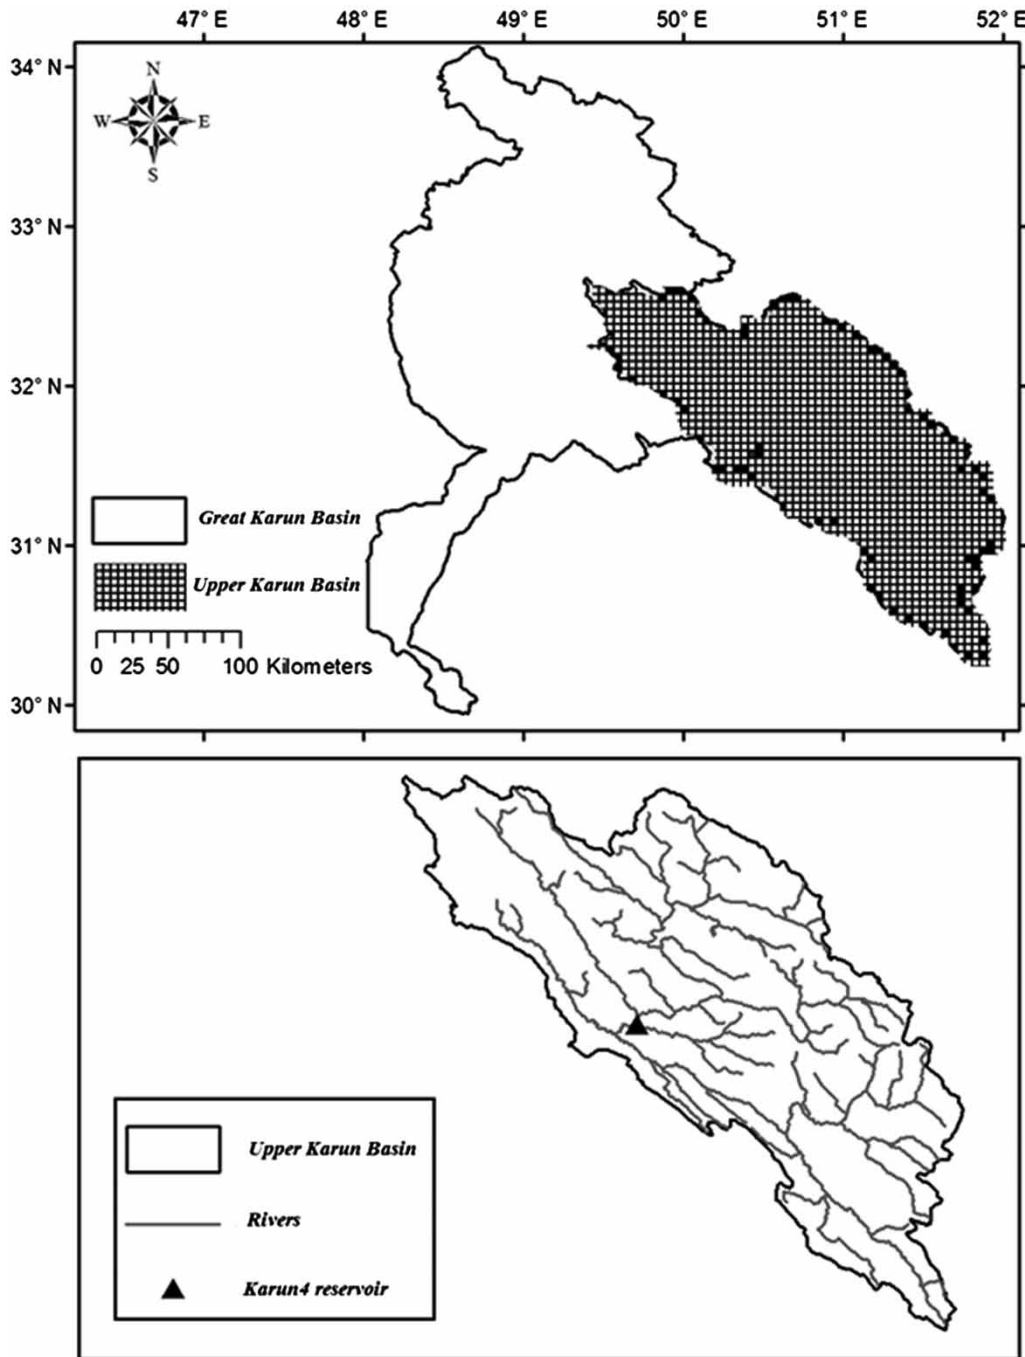 47° E 48° E 49° E 50° E 51° E 52° E
34° N
N
W E
S
33° N
32° N
Great Karun Basin
31° N
Upper Karun Basin
0 25 50 100 Kilometers
30° N
Upper Karun Basin
Rivers
Karun4 reservoir